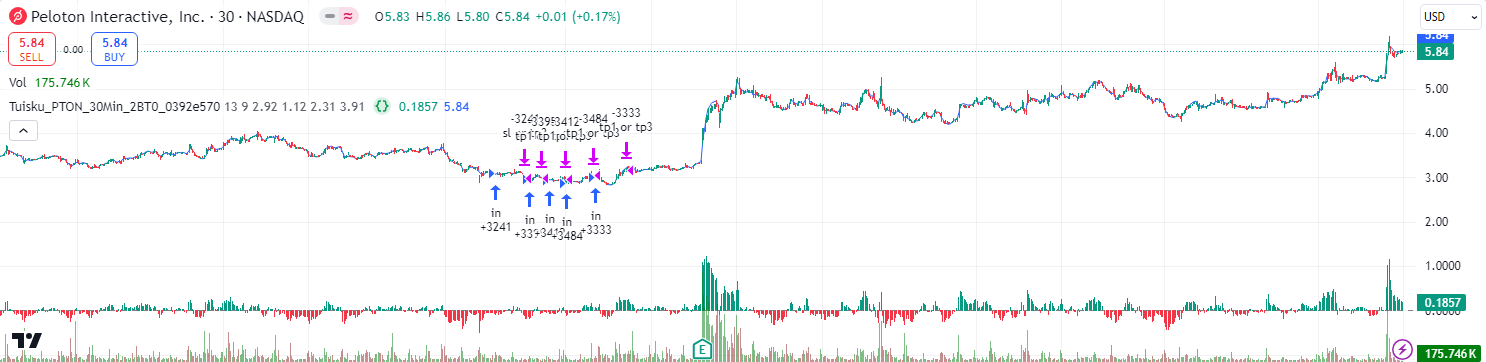 Peloton Interactive, Inc. · 30 · NASDAQ O5.83 H5.86 L5.80 C5.84 +0.01 (+0.17%)
USD
5.84
SELL
0.00
5.84
BUY
5.84
5.84
Vol 175.746 K
Tuisku_PTON_30Min_2BT0_0392e570 13 9 2.92 1.12 2.31 3.91 {} 0.1857 5.84
5.00
4.00
3.00
2.00
1.0000
0.1857
0.0000
175.746 K
-3484
-3333
sl
tp1 or tp3
in
in
in
in
in
+3241
+3484
+3333
E